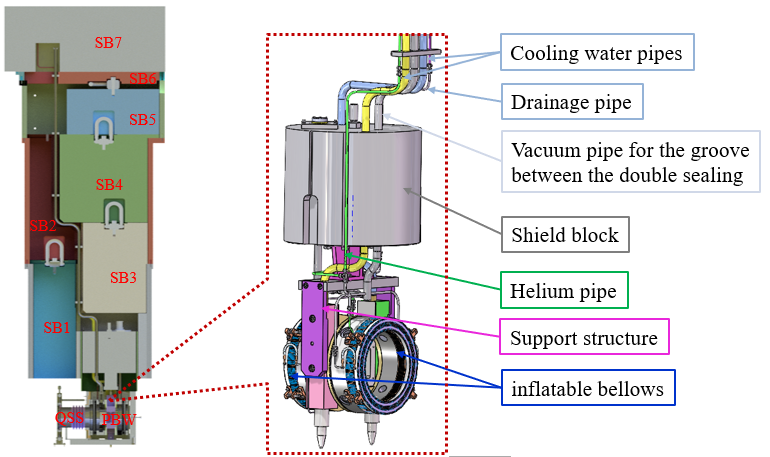 SB7
SB6
SB5
SB4
SB2
SB3
SB1
QSS
PBW
Cooling water pipes
Drainage pipe
Vacuum pipe for the groove
between the double sealing
Shield block
Helium pipe
Support structure
inflatable bellows